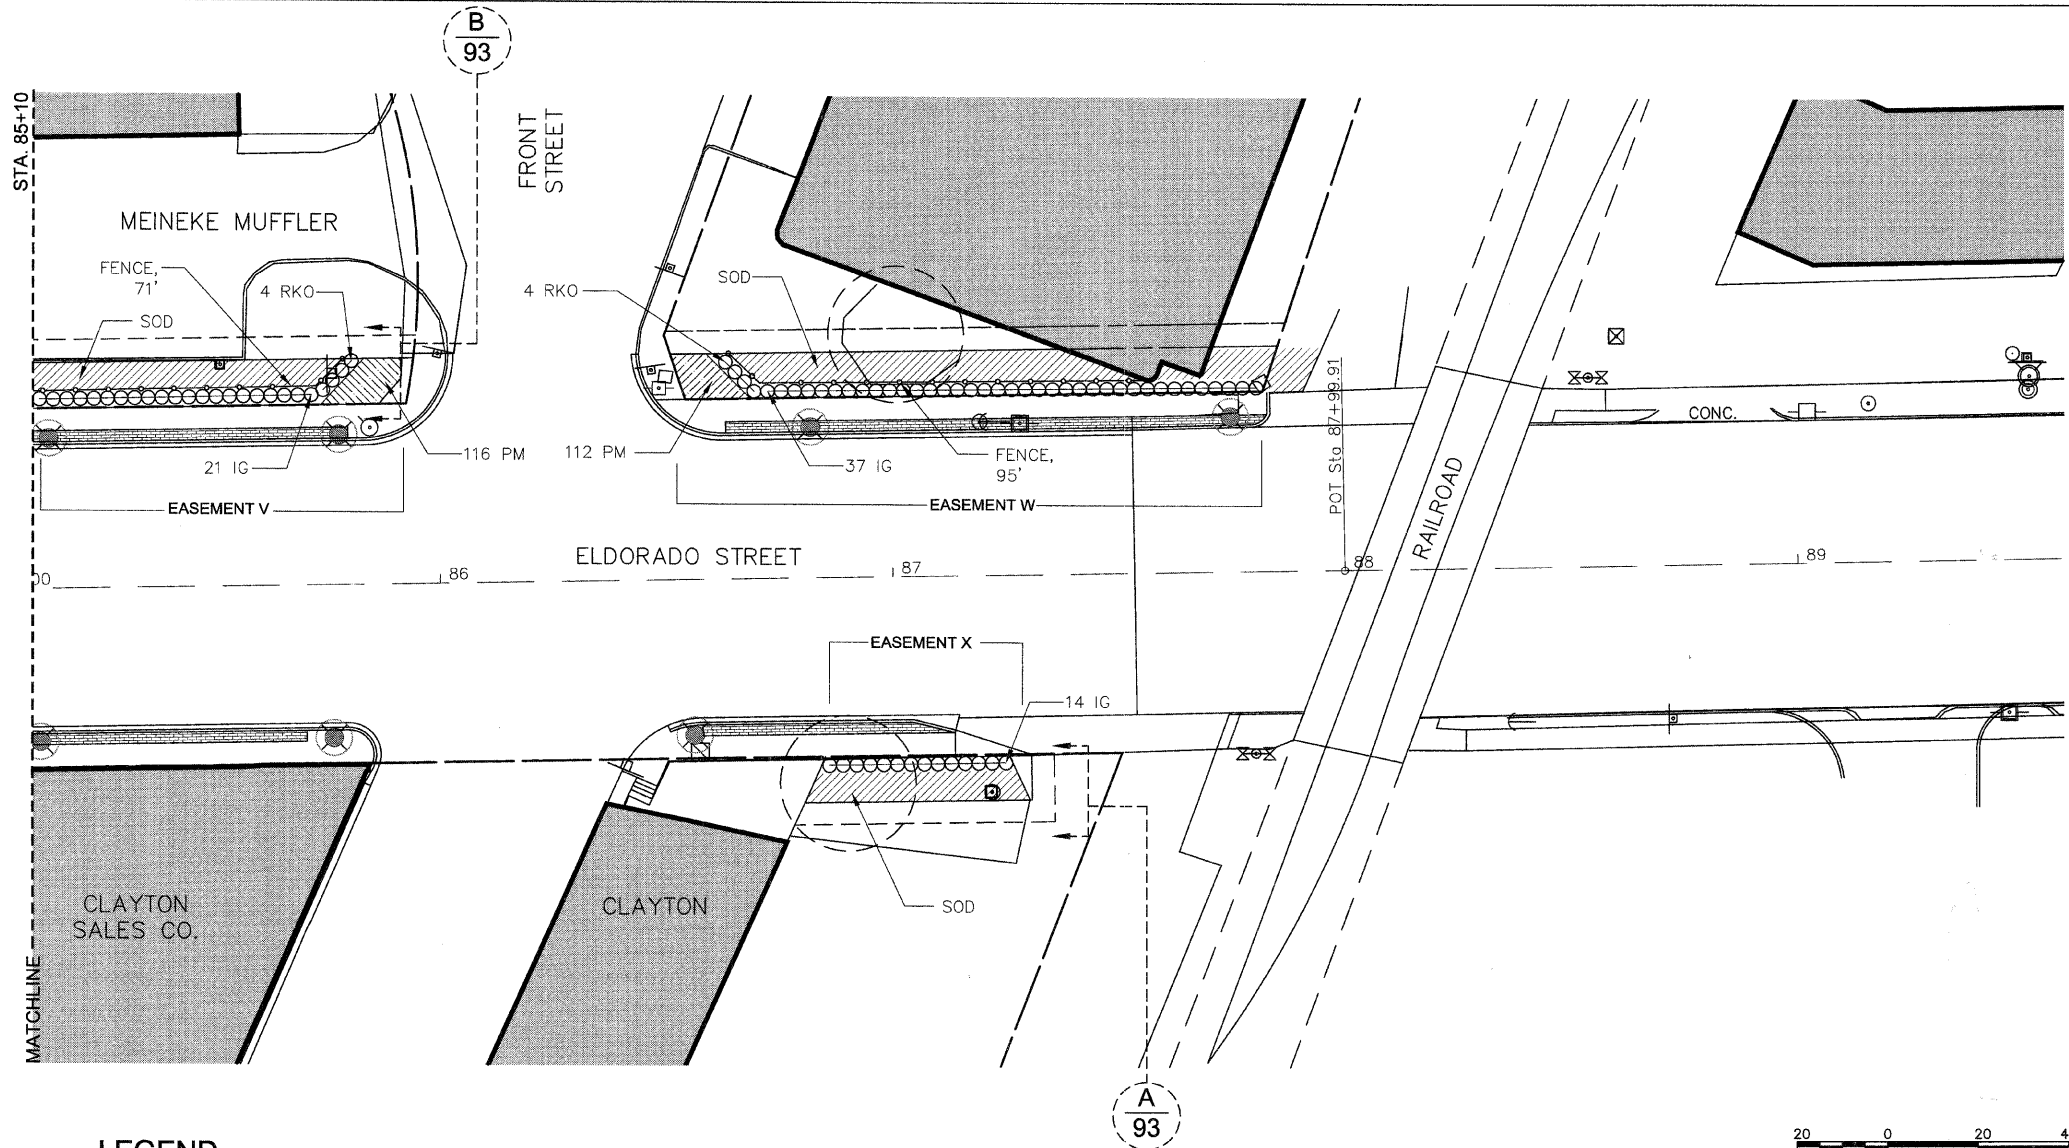 B
93
STA. 85+10
FRONT
STREET
MEINEKE MUFFLER
FENCE,
71'
4 RKO
SOD
4 RKO
SOD
POT Sta 87+99.91
CONC.
21 IG
116 PM
112 PM
37 IG
FENCE,
95'
EASEMENT V
EASEMENT W
RAILROAD
ELDORADO STREET
00
86
87
88
89
EASEMENT X
14 IG
CLAYTON
SALES CO.
CLAYTON
SOD
MATCHLINE
A
93
LEGEND
20 0 20 4